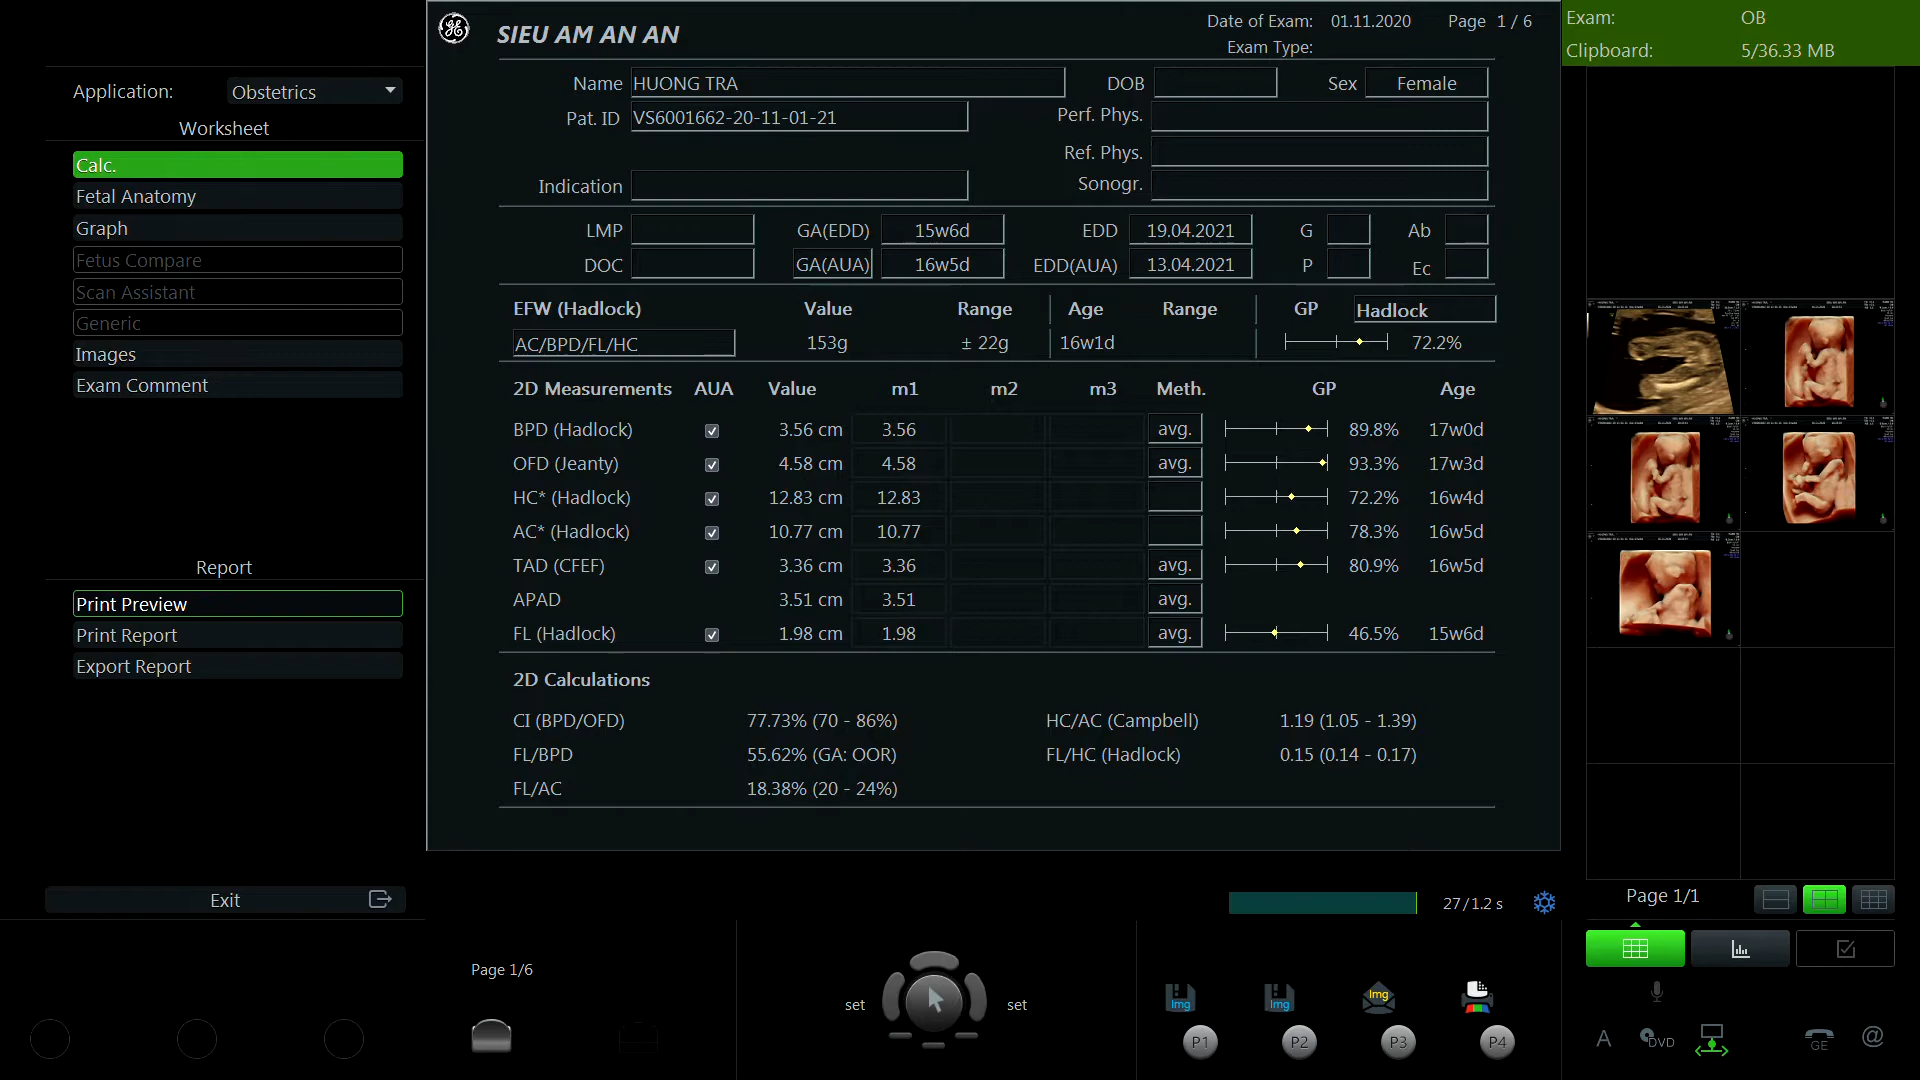 SIEU AM AN AN
Date of Exam: 01.11.2020 Page 1 / 6
Exam Type:
Exam: OB
Clipboard: 5/36.33 MB
Application: Obstetrics
Worksheet
Calc.
Fetal Anatomy
Graph
Fetus Compare
Scan Assistant
Generic
Images
Exam Comment
Report
Print Preview
Print Report
Export Report
Exit
Name HUONG TRA DOB Sex Female
Pat. ID VS6001662-20-11-01-21 Perf. Phys.
Ref. Phys.
Indication Sonogr.
LMP GA(EDD) 15w6d EDD 19.04.2021 G Ab
DOC GA(AUA) 16w5d EDD(AUA) 13.04.2021 P Ec
EFW (Hadlock) Value Range Age Range GP Hadlock
AC/BPD/FL/HC 153g ± 22g 16w1d 72.2%
2D Measurements AUA Value m1 m2 m3 Meth. GP Age
BPD (Hadlock) 3.56 cm 3.56 avg. 89.8% 17w0d
OFD (Jeanty) 4.58 cm 4.58 avg. 93.3% 17w3d
HC* (Hadlock) 12.83 cm 12.83 72.2% 16w4d
AC* (Hadlock) 10.77 cm 10.77 78.3% 16w5d
TAD (CFEF) 3.36 cm 3.36 avg. 80.9% 16w5d
APAD 3.51 cm 3.51 avg.
FL (Hadlock) 1.98 cm 1.98 avg. 46.5% 15w6d
2D Calculations
CI (BPD/OFD) 77.73% (70 - 86%) HC/AC (Campbell) 1.19 (1.05 - 1.39)
FL/BPD 55.62% (GA: OOR) FL/HC (Hadlock) 0.15 (0.14 - 0.17)
FL/AC 18.38% (20 - 24%)
27/1.2 s
Page 1/1
Page 1/6
set set
Img Img Img
P1 P2 P3 P4
A DVD GE @